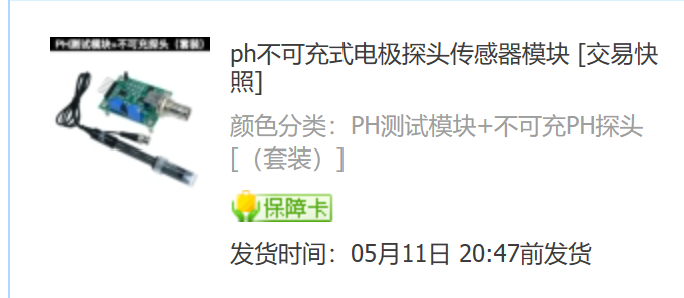 PH测试模块+不可充探头（套装）
ph不可充式电极探头传感器模块 [交易快
照]
颜色分类：PH测试模块+不可充PH探头
[（套装）]
保障卡
发货时间：05月11日 20:47前发货